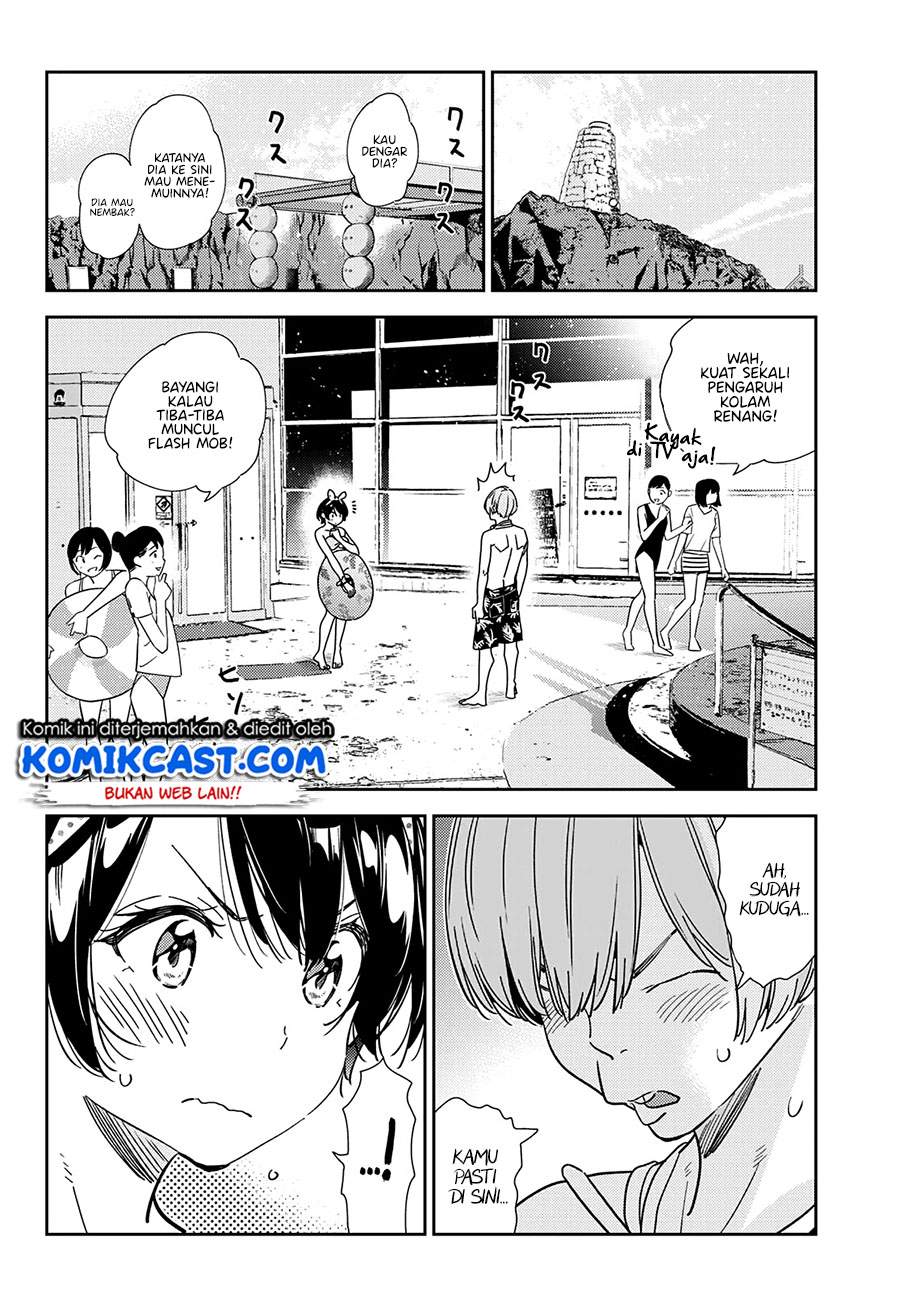 KAU
DENGAR
DIA?
クスクス
クスクス
KATANYA
DIA KE SINI
MAU MENE-
MUINNYA!
DIA MAU
NEMBAK?
WAH,
KUAT SEKALI
PENGARUH
KOLAM
RENANG!
Kayak
di TV aja!
クスクス
BAYANGI
KALAU
TIBA-TIBA
MUNCUL
FLASH MOB!
ヒソ
Komik ini diterjemahkan & diedit oleh
KOMIKCAST.COM
BUKAN WEB LAIN!!
AH,
SUDAH
KUDUGA...
KAMU
PASTI
DI SINI...
...!